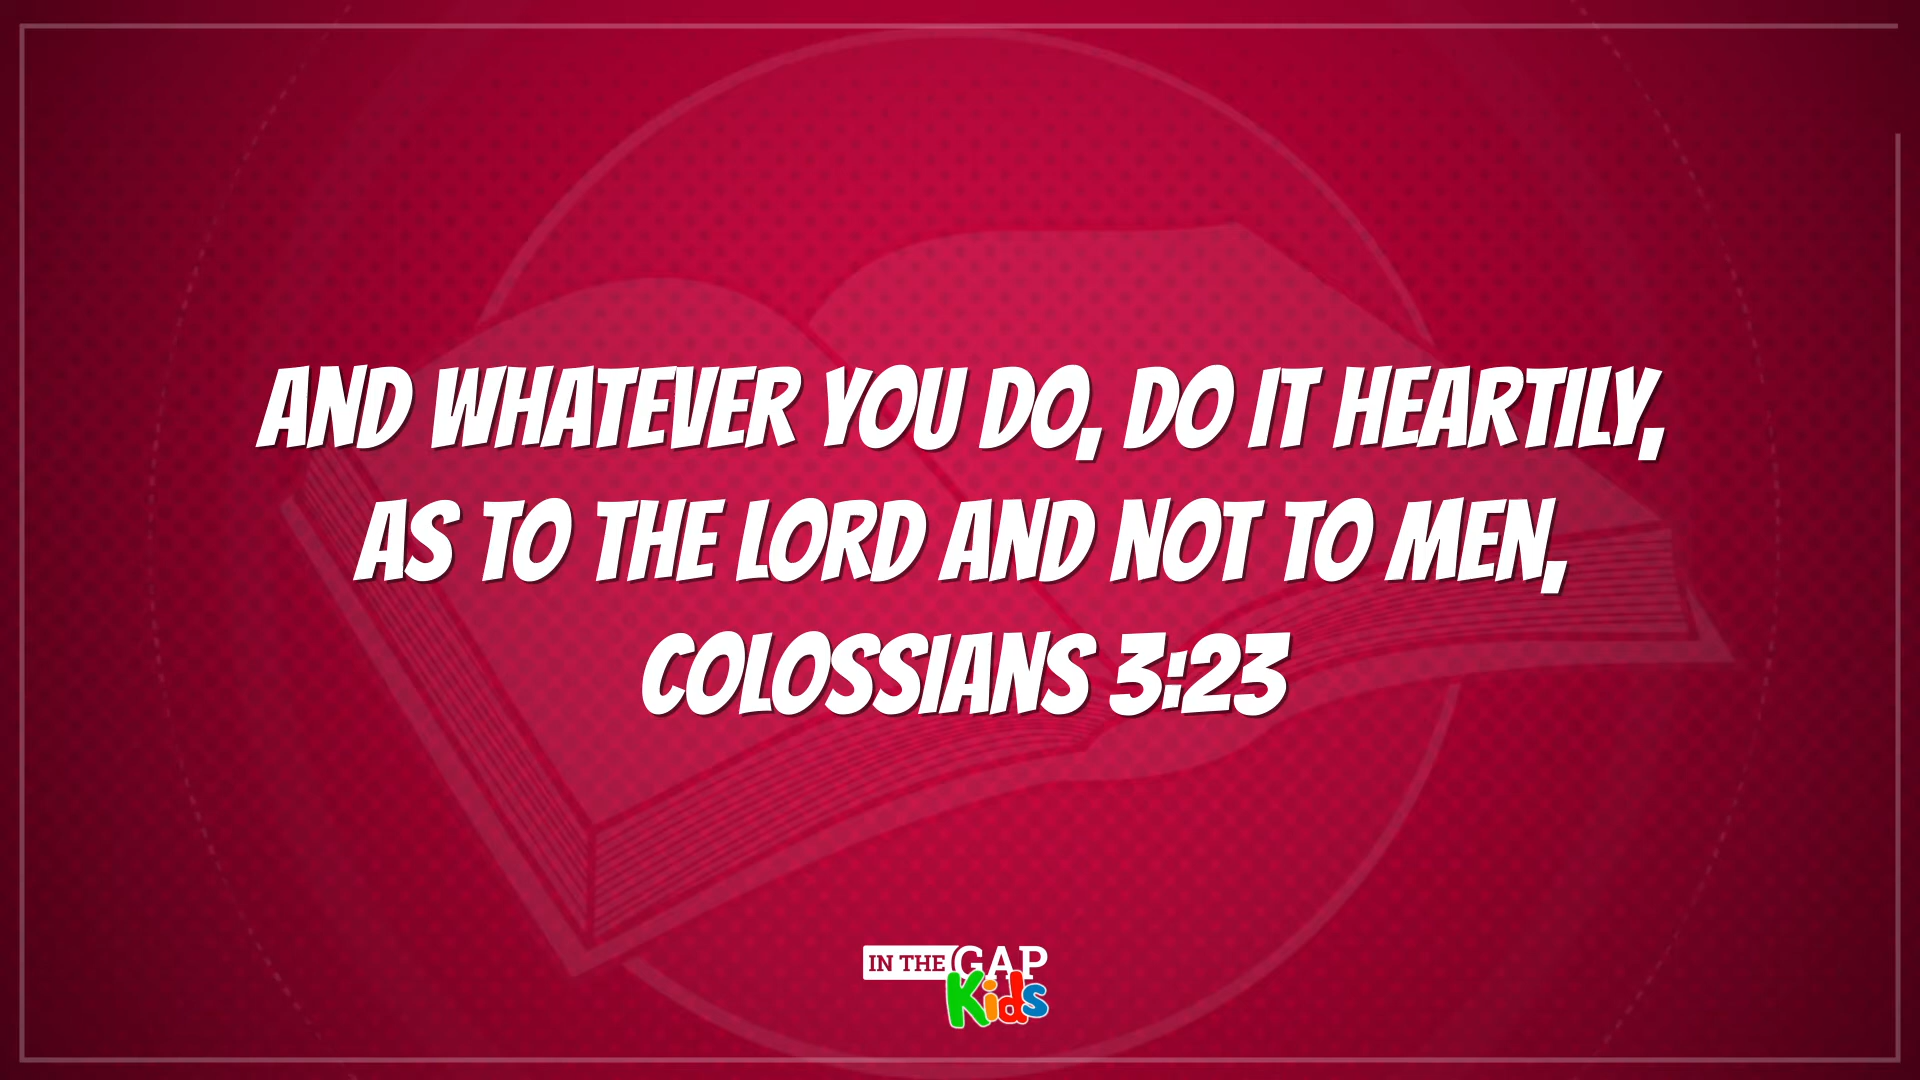 AND WHATEVER YOU DO, DO IT HEARTILY,
AS TO THE LORD AND NOT TO MEN,
COLOSSIANS 3:23
IN THE GAP
Kids